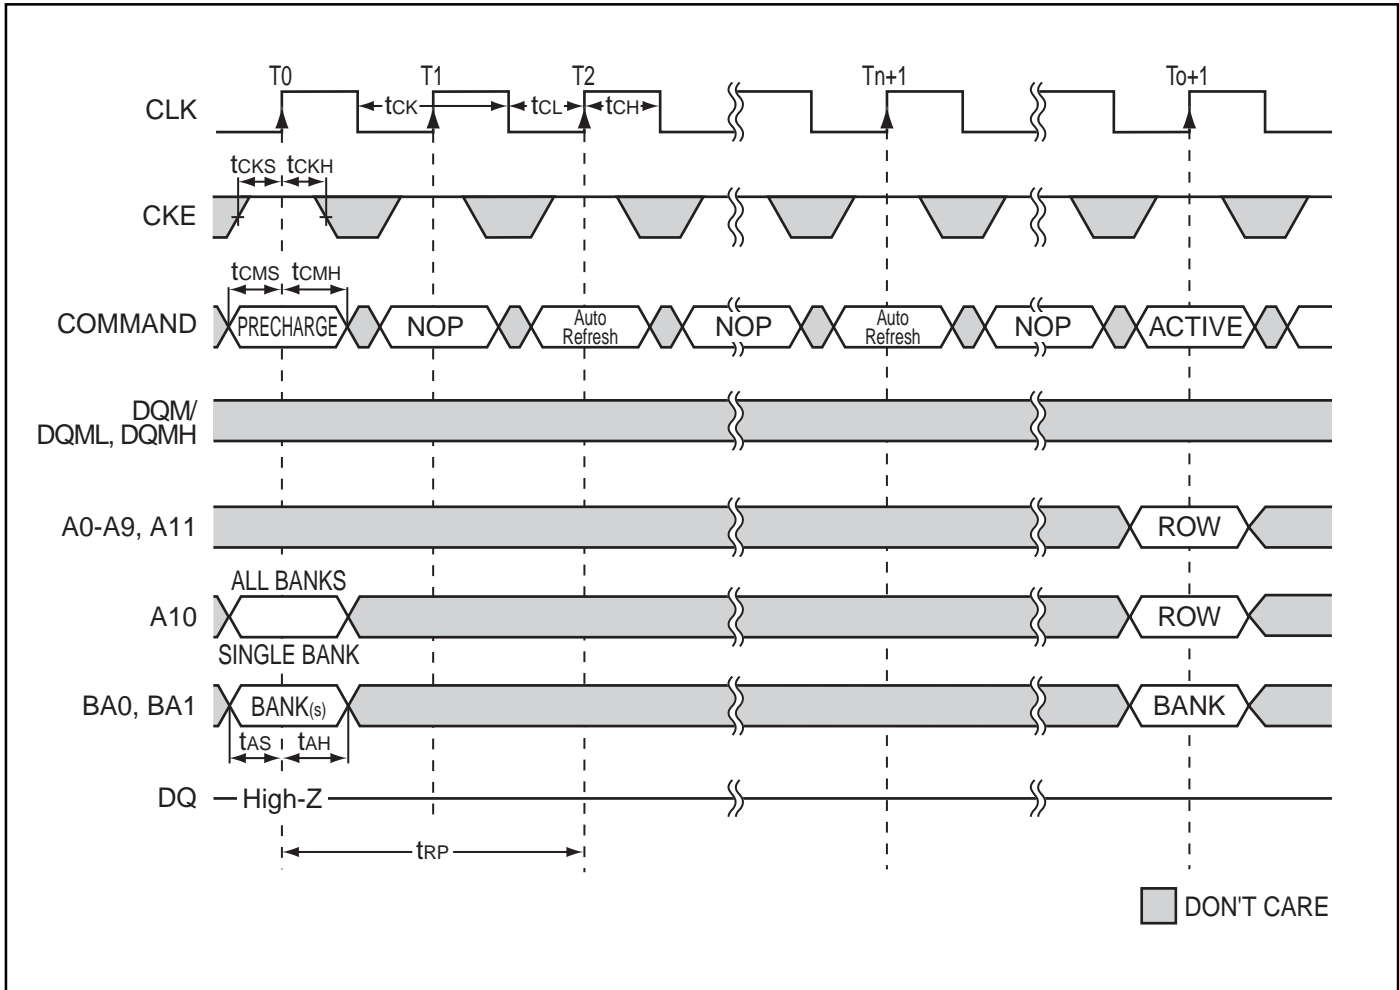 T0 T1 T2 Tn+1 To+1
CLK tCK tCL tCH
tCKS tCKH
CKE
tCMS tCMH
COMMAND PRECHARGE NOP Auto Refresh NOP Auto Refresh NOP ACTIVE
DQM/
DQML, DQMH
A0-A9, A11 ROW
ALL BANKS
A10 ROW
SINGLE BANK
BA0, BA1 BANK(s) BANK
tAS tAH
DQ High-Z
tRP
DON'T CARE